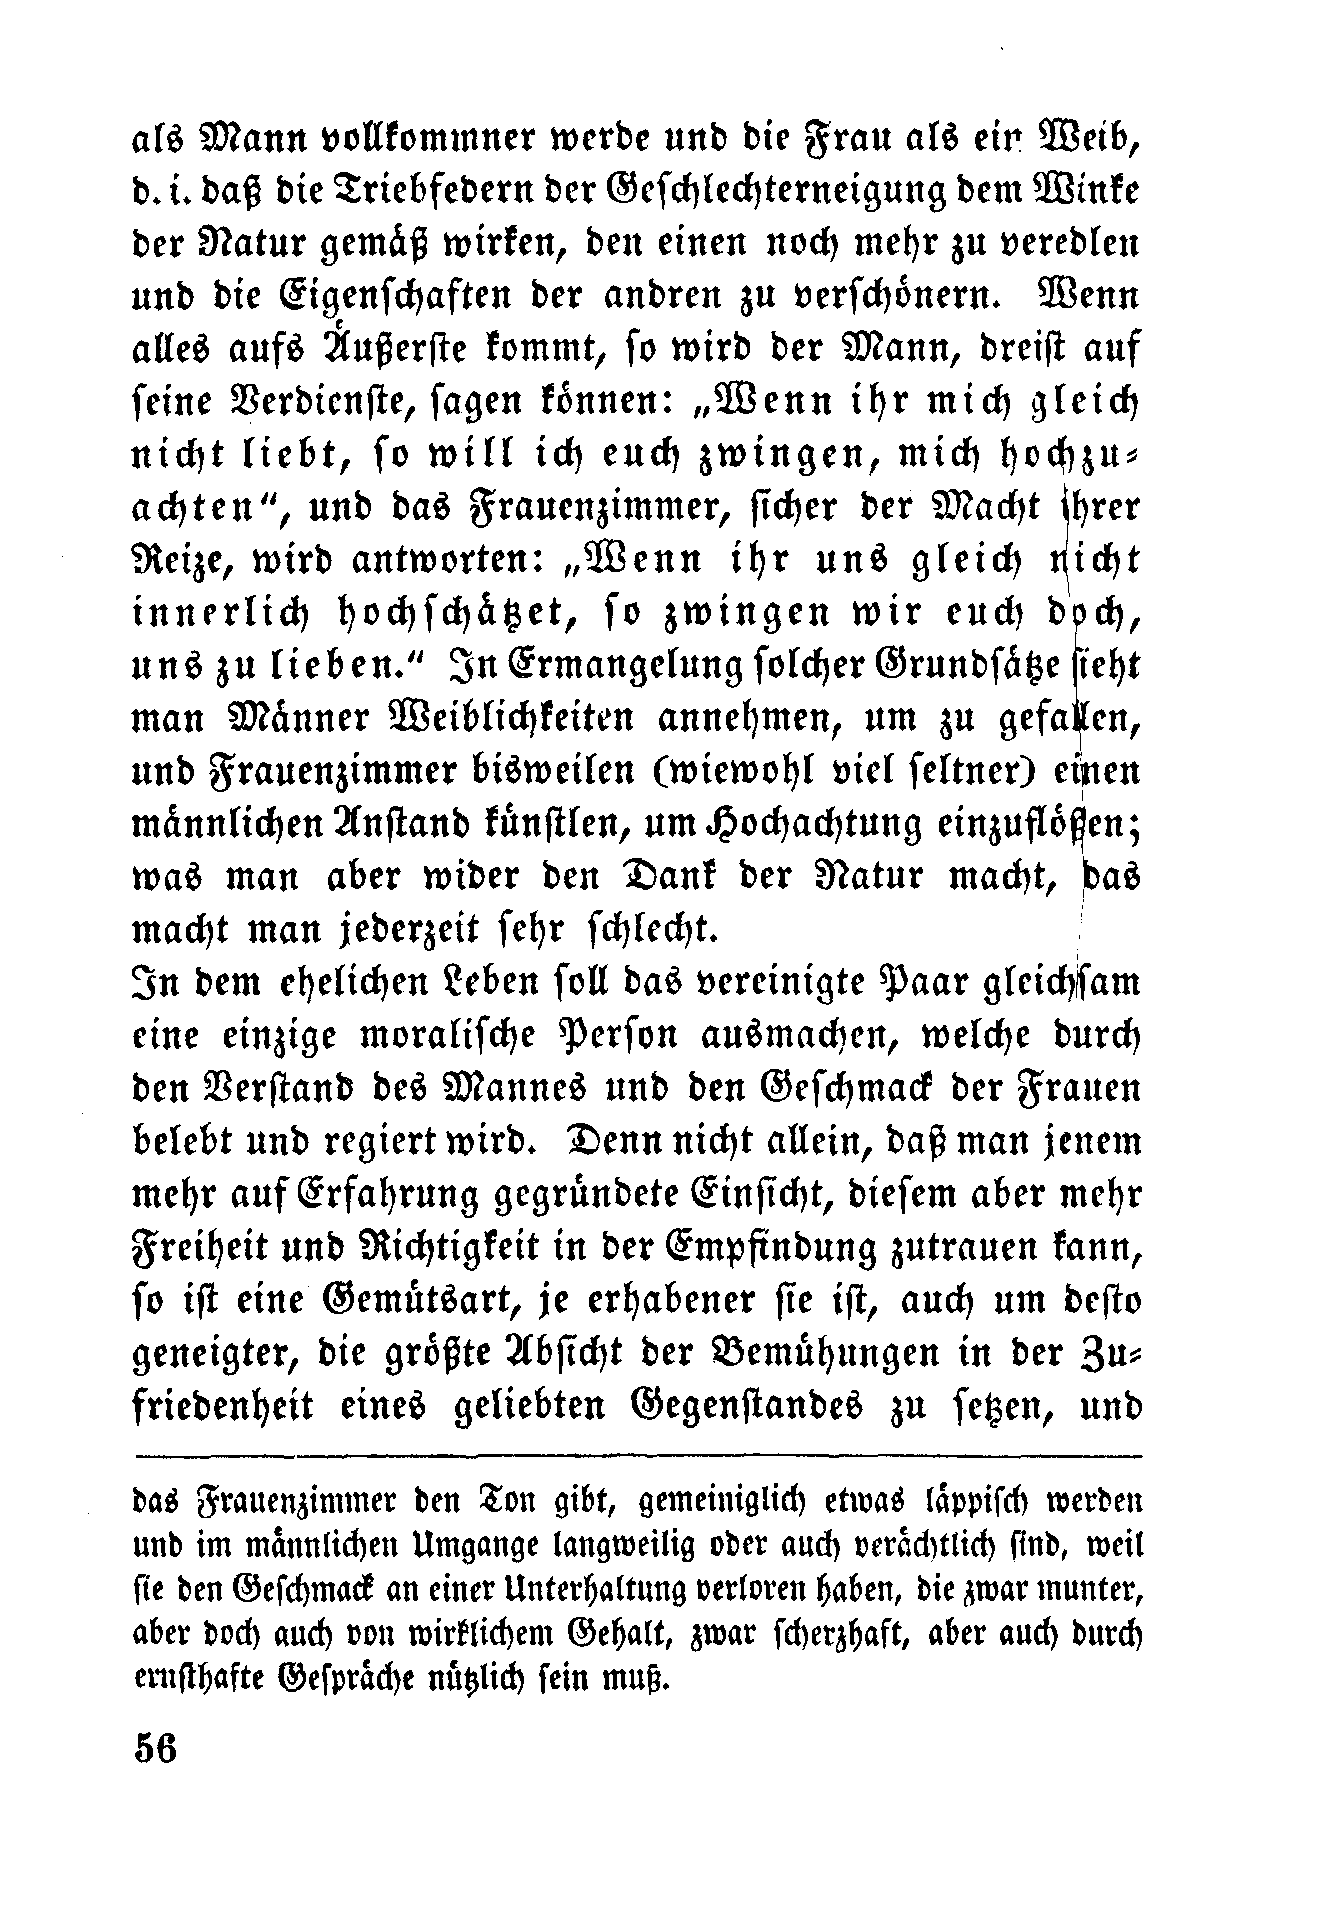 als Mann vollkommner werde und die Frau als ein Weib,
d. i. daß die Triebfedern der Geschlechterneigung dem Winke
der Natur gemäß wirken, den einen noch mehr zu veredlen
und die Eigenschaften der andren zu verschönern. Wenn
alles aufs Äußerste kommt, so wird der Mann, dreist auf
seine Verdienste, sagen können: „Wenn ihr mich gleich
nicht liebt, so will ich euch zwingen, mich hochzu-
achten“, und das Frauenzimmer, sicher der Macht ihrer
Reize, wird antworten: „Wenn ihr uns gleich nicht
innerlich hochschätzet, so zwingen wir euch doch,
uns zu lieben.“ In Ermangelung solcher Grundsätze sieht
man Männer Weiblichkeiten annehmen, um zu gefallen,
und Frauenzimmer bisweilen (wiewohl viel seltner) einen
männlichen Anstand künstlen, um Hochachtung einzuflößen;
was man aber wider den Dank der Natur macht, das
macht man jederzeit sehr schlecht.
In dem ehelichen Leben soll das vereinigte Paar gleichsam
eine einzige moralische Person ausmachen, welche durch
den Verstand des Mannes und den Geschmack der Frauen
belebt und regiert wird. Denn nicht allein, daß man jenem
mehr auf Erfahrung gegründete Einsicht, diesem aber mehr
Freiheit und Richtigkeit in der Empfindung zutrauen kann,
so ist eine Gemütsart, je erhabener sie ist, auch um desto
geneigter, die größte Absicht der Bemühungen in der Zu-
friedenheit eines geliebten Gegenstandes zu setzen, und
das Frauenzimmer den Ton gibt, gemeiniglich etwas läppisch werden
und im männlichen Umgange langweilig oder auch verächtlich sind, weil
sie den Geschmack an einer Unterhaltung verloren haben, die zwar munter,
aber doch auch von wirklichem Gehalt, zwar scherzhaft, aber auch durch
ernsthafte Gespräche nützlich sein muß.
56